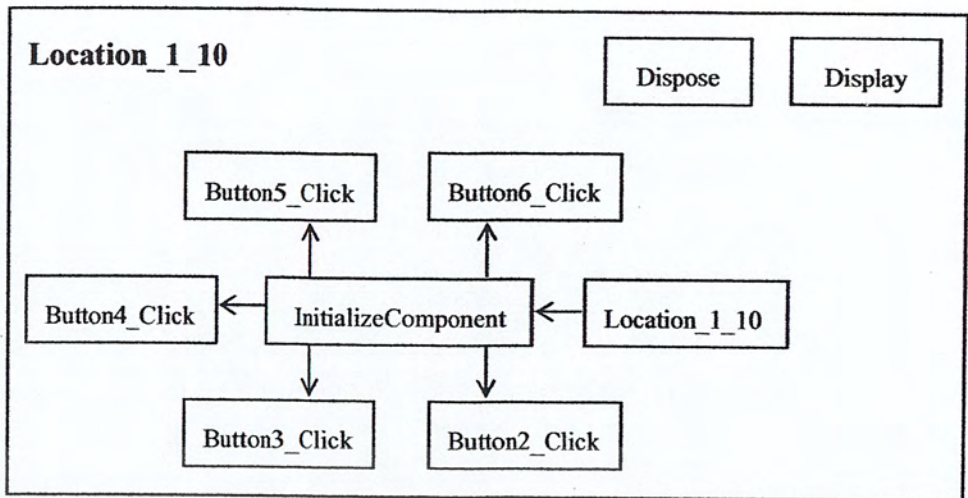 Location_1_10
Dispose
Display
Button5_Click
Button6_Click
Button4_Click
InitializeComponent
Location_1_10
Button3_Click
Button2_Click